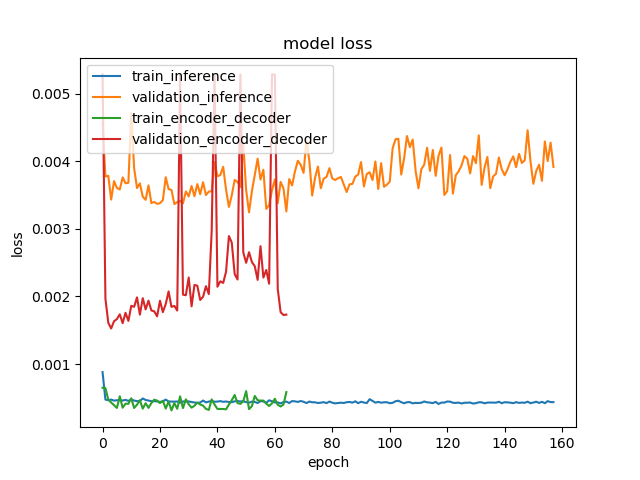 model loss
train_inference
validation_inference
train_encoder_decoder
validation_encoder_decoder
0.005
0.004
0.003
0.002
0.001
loss
0 20 40 60 80 100 120 140 160
epoch